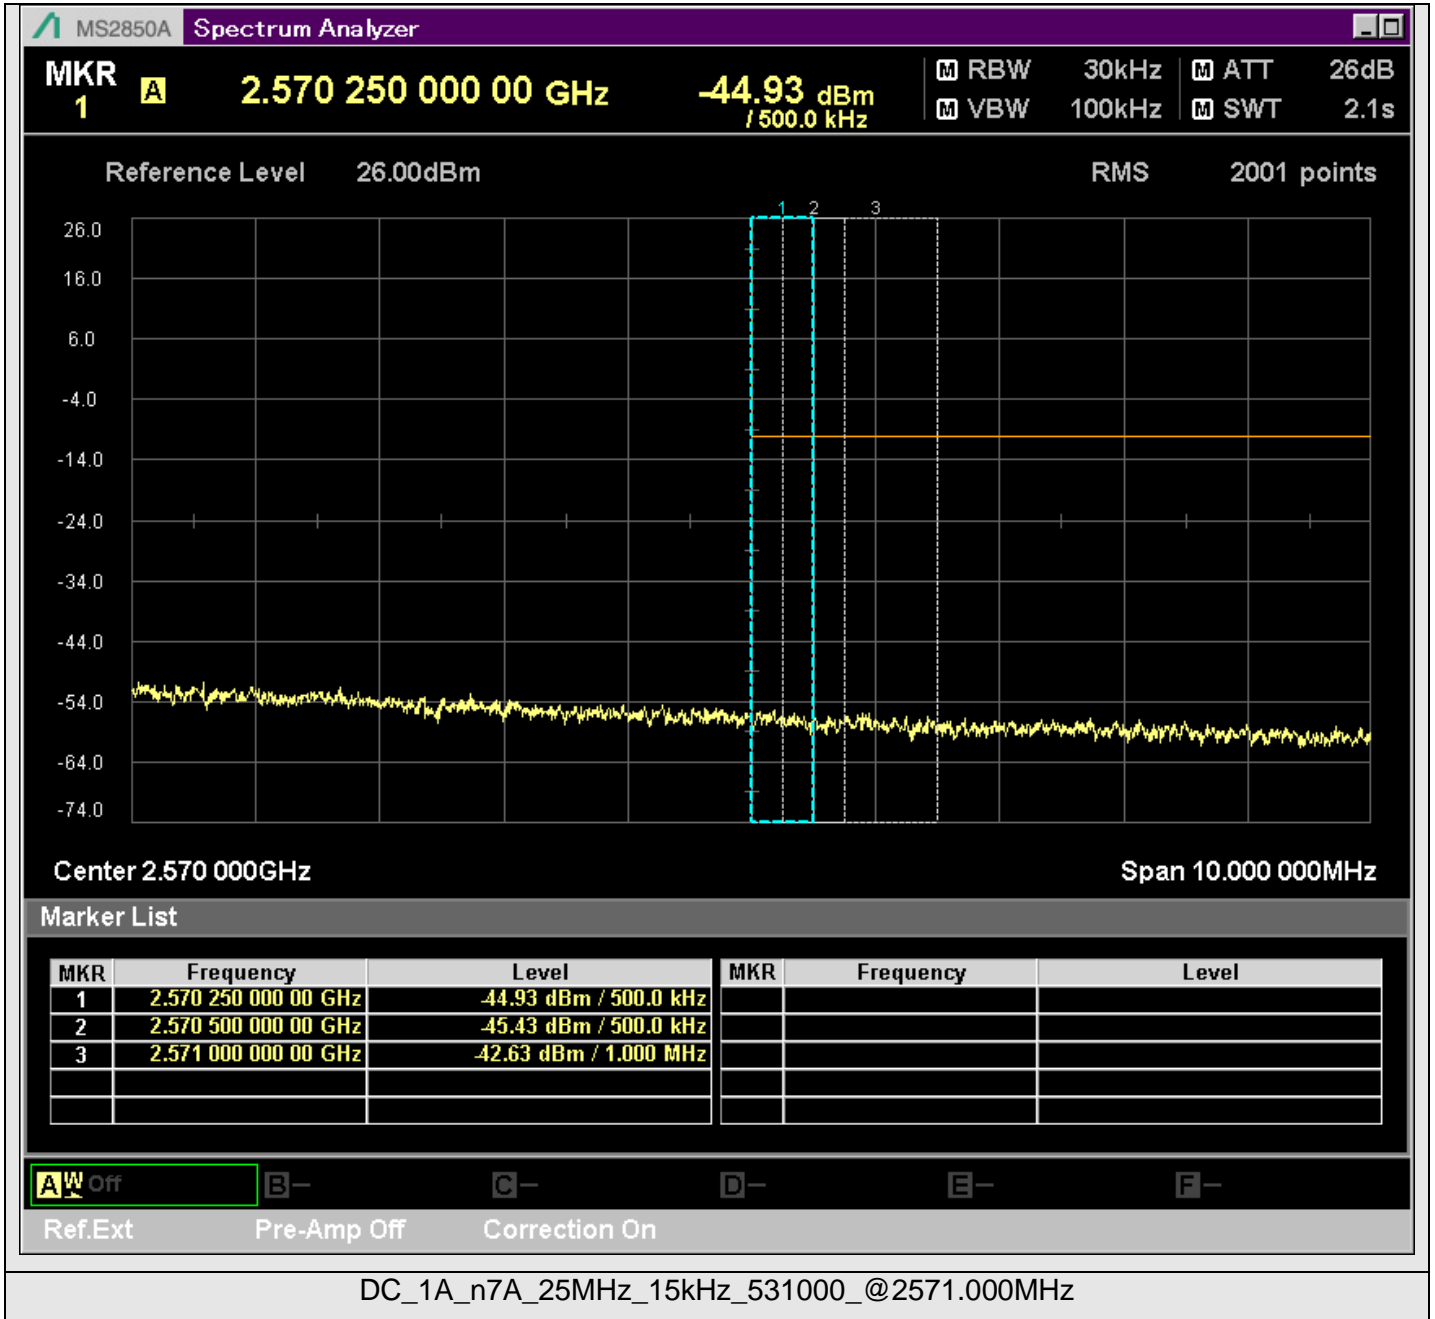 MS2850A Spectrum Analyzer
MKR 1 A 2.570 250 000 00 GHz -44.93 dBm / 500.0 kHz
M RBW 30kHz M ATT 26dB
M VBW 100kHz M SWT 2.1s
Reference Level 26.00dBm RMS 2001 points
1 2 3
26.0
16.0
6.0
-4.0
-14.0
-24.0
-34.0
-44.0
-54.0
-64.0
-74.0
Center 2.570 000GHz Span 10.000 000MHz
Marker List
MKR Frequency Level MKR Frequency Level
1 2.570 250 000 00 GHz -44.93 dBm / 500.0 kHz
2 2.570 500 000 00 GHz -45.43 dBm / 500.0 kHz
3 2.571 000 000 00 GHz -42.63 dBm / 1.000 MHz
A W Off B – C – D – E – F –
Ref.Ext Pre-Amp Off Correction On
DC_1A_n7A_25MHz_15kHz_531000_@2571.000MHz